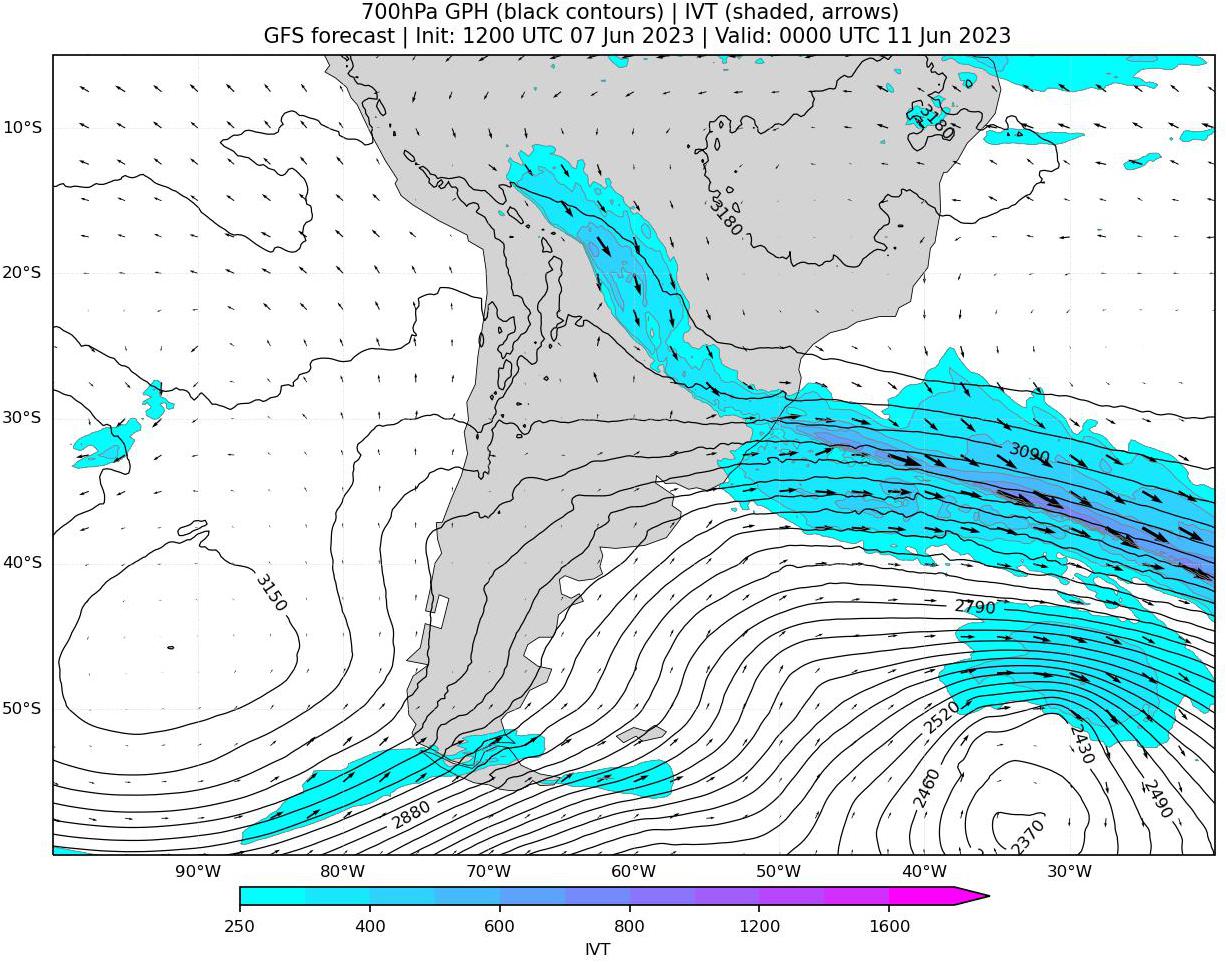 700hPa GPH (black contours) | IVT (shaded, arrows)
GFS forecast | Init: 1200 UTC 07 Jun 2023 | Valid: 0000 UTC 11 Jun 2023
10°S
20°S
30°S
40°S
50°S
3180
3180
3090
3150
2790
2520
2430
2460
2490
2880
2370
90°W
80°W
70°W
60°W
50°W
40°W
30°W
250
400
600
800
1200
1600
IVT